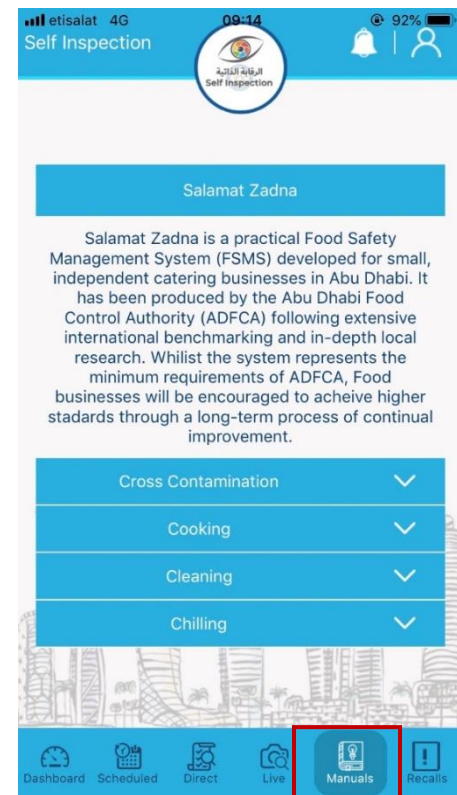 etisalat 4G 09:14 92%
Self Inspection
الرقابة الذاتية
Self Inspection
Salamat Zadna
Salamat Zadna is a practical Food Safety
Management System (FSMS) developed for small,
independent catering businesses in Abu Dhabi. It
has been produced by the Abu Dhabi Food
Control Authority (ADFCA) following extensive
international benchmarking and in-depth local
research. Whilst the system represents the
minimum requirements of ADFCA, Food
businesses will be encouraged to acheive higher
stadards through a long-term process of continual
improvement.
Cross Contamination
Cooking
Cleaning
Chilling
Dashboard Scheduled Direct Live Manuals Recalls